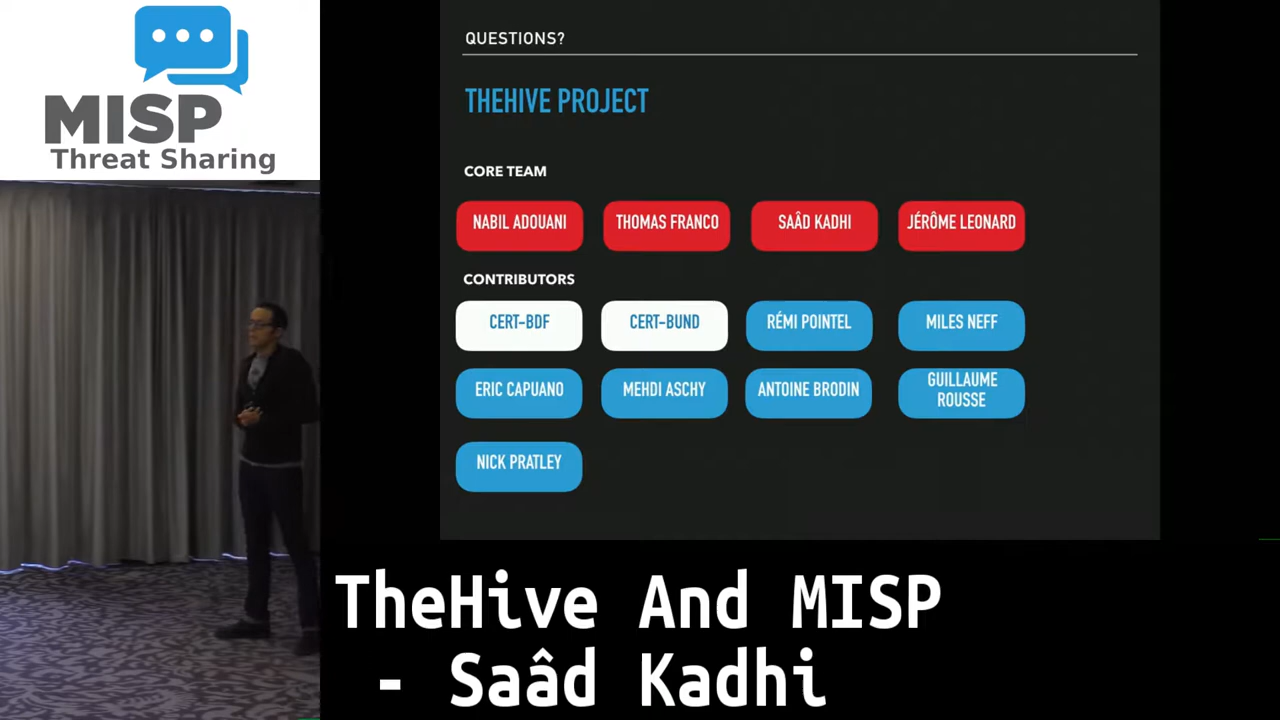 MISP
Threat Sharing
QUESTIONS?
THEHIVE PROJECT
CORE TEAM
NABIL ADOUANI
THOMAS FRANCO
SAÂD KADHI
JÉRÔME LEONARD
CONTRIBUTORS
CERT-BDF
CERT-BUND
RÉMI POINTEL
MILES NEFF
ERIC CAPUANO
MEHDI ASCHY
ANTOINE BRODIN
GUILLAUME
ROUSSE
NICK PRATLEY
TheHive And MISP
- Saâd Kadhi